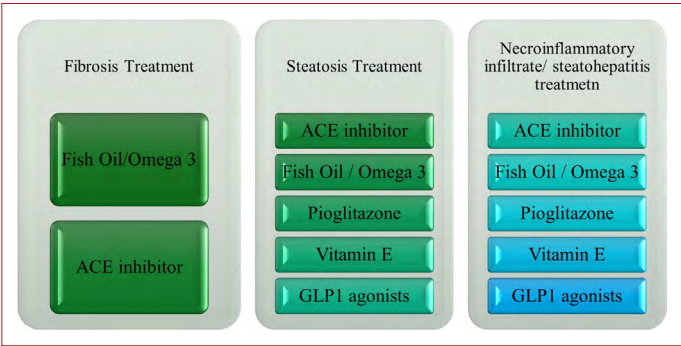 Fibrosis Treatment
Fish Oil/Omega 3
ACE inhibitor
Steatosis Treatment
ACE inhibitor
Fish Oil / Omega 3
Pioglitazone
Vitamin E
GLP1 agonists
Necroinflammatory
infiltrate/ steatohepatitis
treatmetn
ACE inhibitor
Fish Oil / Omega 3
Pioglitazone
Vitamin E
GLP1 agonists